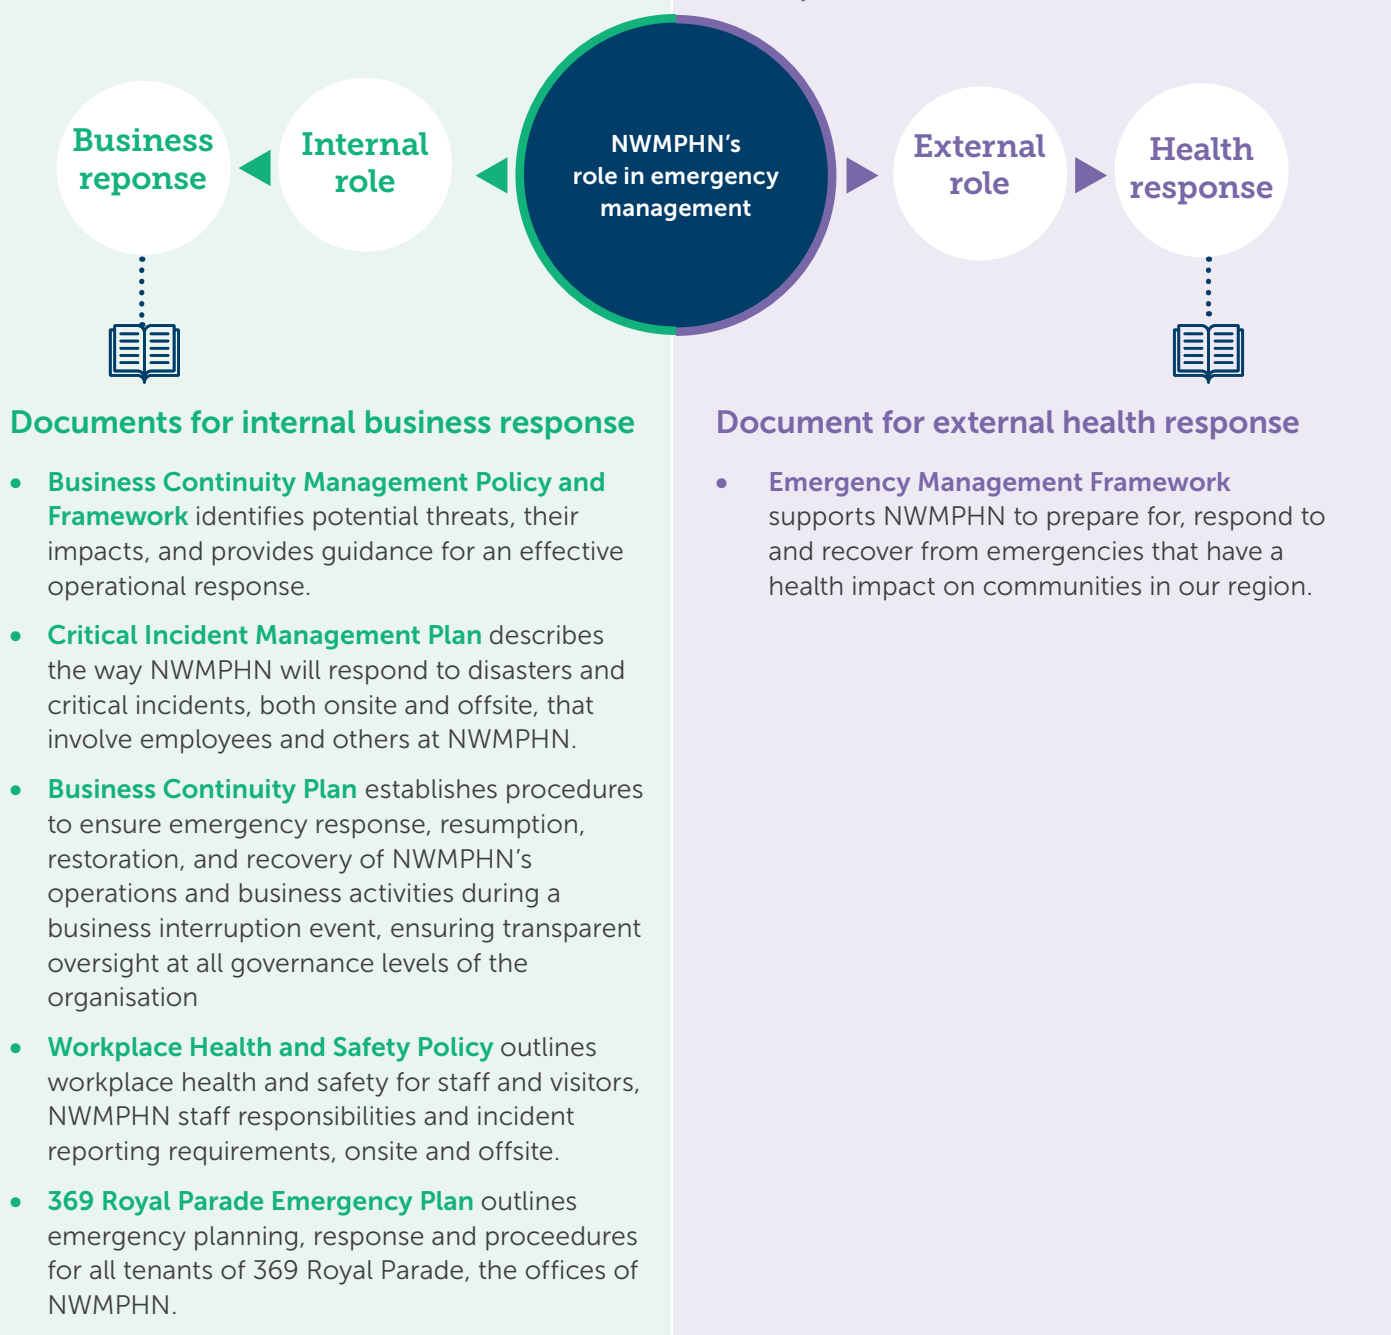 Business
reponse
Internal
role
NWMPHN's
role in emergency
management
External
role
Health
response
Documents for internal business response
• Business Continuity Management Policy and
Framework identifies potential threats, their
impacts, and provides guidance for an effective
operational response.
• Critical Incident Management Plan describes
the way NWMPHN will respond to disasters and
critical incidents, both onsite and offsite, that
involve employees and others at NWMPHN.
• Business Continuity Plan establishes procedures
to ensure emergency response, resumption,
restoration, and recovery of NWMPHN's
operations and business activities during a
business interruption event, ensuring transparent
oversight at all governance levels of the
organisation
• Workplace Health and Safety Policy outlines
workplace health and safety for staff and visitors,
NWMPHN staff responsibilities and incident
reporting requirements, onsite and offsite.
• 369 Royal Parade Emergency Plan outlines
emergency planning, response and proceedures
for all tenants of 369 Royal Parade, the offices of
NWMPHN.
Document for external health response
• Emergency Management Framework
supports NWMPHN to prepare for, respond to
and recover from emergencies that have a
health impact on communities in our region.